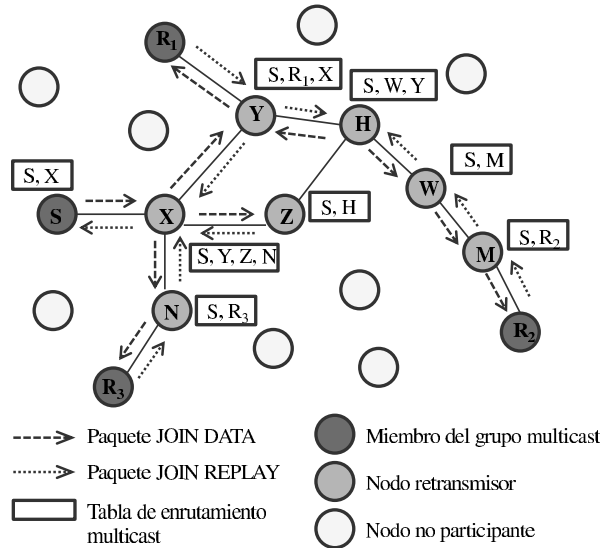 R1
S, R1, X
S, W, Y
Y
H
S, X
S, M
W
S
X
Z
S, H
S, R2
M
S, Y, Z, N
N
S, R3
R2
R3
Paquete JOIN DATA
Miembro del grupo multicast
Paquete JOIN REPLAY
Nodo retransmisor
Tabla de enrutamiento
multicast
Nodo no participante